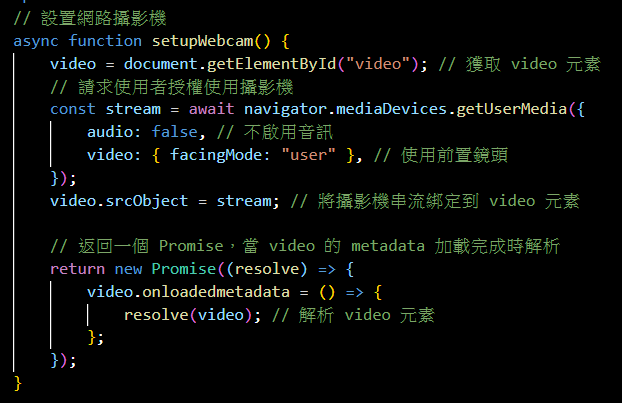 // 設置網路攝影機
async function setupWebcam() {
    video = document.getElementById("video"); // 獲取 video 元素
    // 請求使用者授權使用攝影機
    const stream = await navigator.mediaDevices.getUserMedia({
        audio: false, // 不啟用音訊
        video: { facingMode: "user" }, // 使用前置鏡頭
    });
    video.srcObject = stream; // 將攝影機串流綁定到 video 元素

    // 返回一個 Promise，當 video 的 metadata 加載完成時解析
    return new Promise((resolve) => {
        video.onloadedmetadata = () => {
            resolve(video); // 解析 video 元素
        };
    });
}